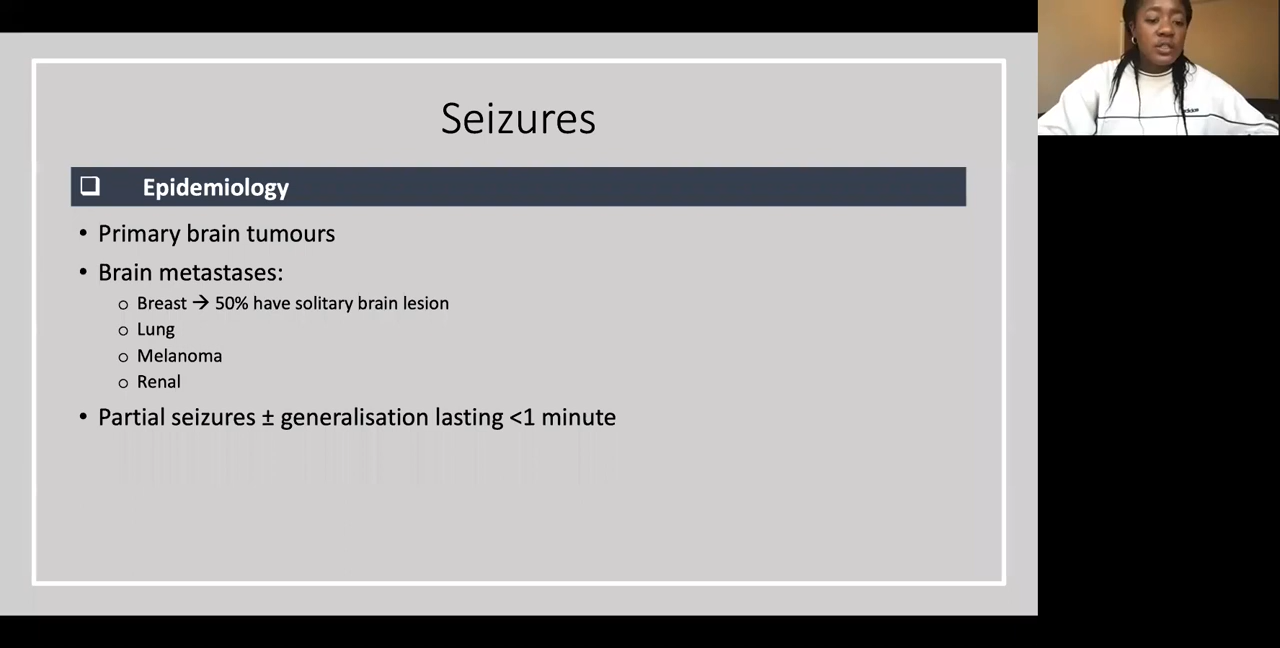 Seizures
❑ Epidemiology
• Primary brain tumours
• Brain metastases:
o Breast → 50% have solitary brain lesion
o Lung
o Melanoma
o Renal
• Partial seizures ± generalisation lasting <1 minute
adidas